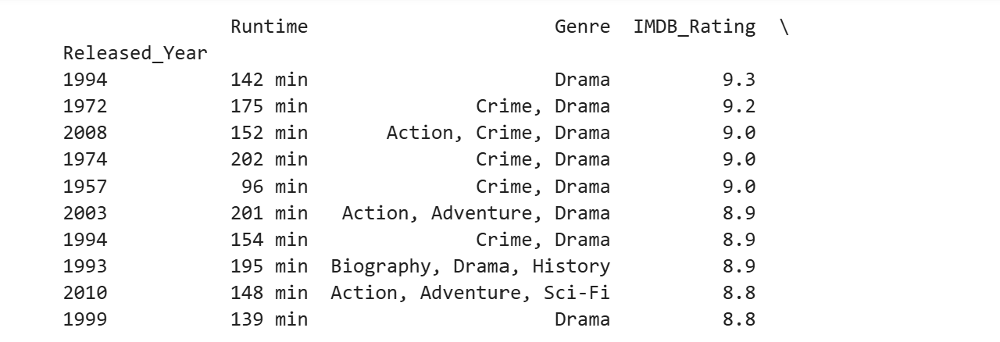 Runtime Genre IMDB_Rating \
Released_Year
1994 142 min Drama 9.3
1972 175 min Crime, Drama 9.2
2008 152 min Action, Crime, Drama 9.0
1974 202 min Crime, Drama 9.0
1957 96 min Crime, Drama 9.0
2003 201 min Action, Adventure, Drama 8.9
1994 154 min Crime, Drama 8.9
1993 195 min Biography, Drama, History 8.9
2010 148 min Action, Adventure, Sci-Fi 8.8
1999 139 min Drama 8.8